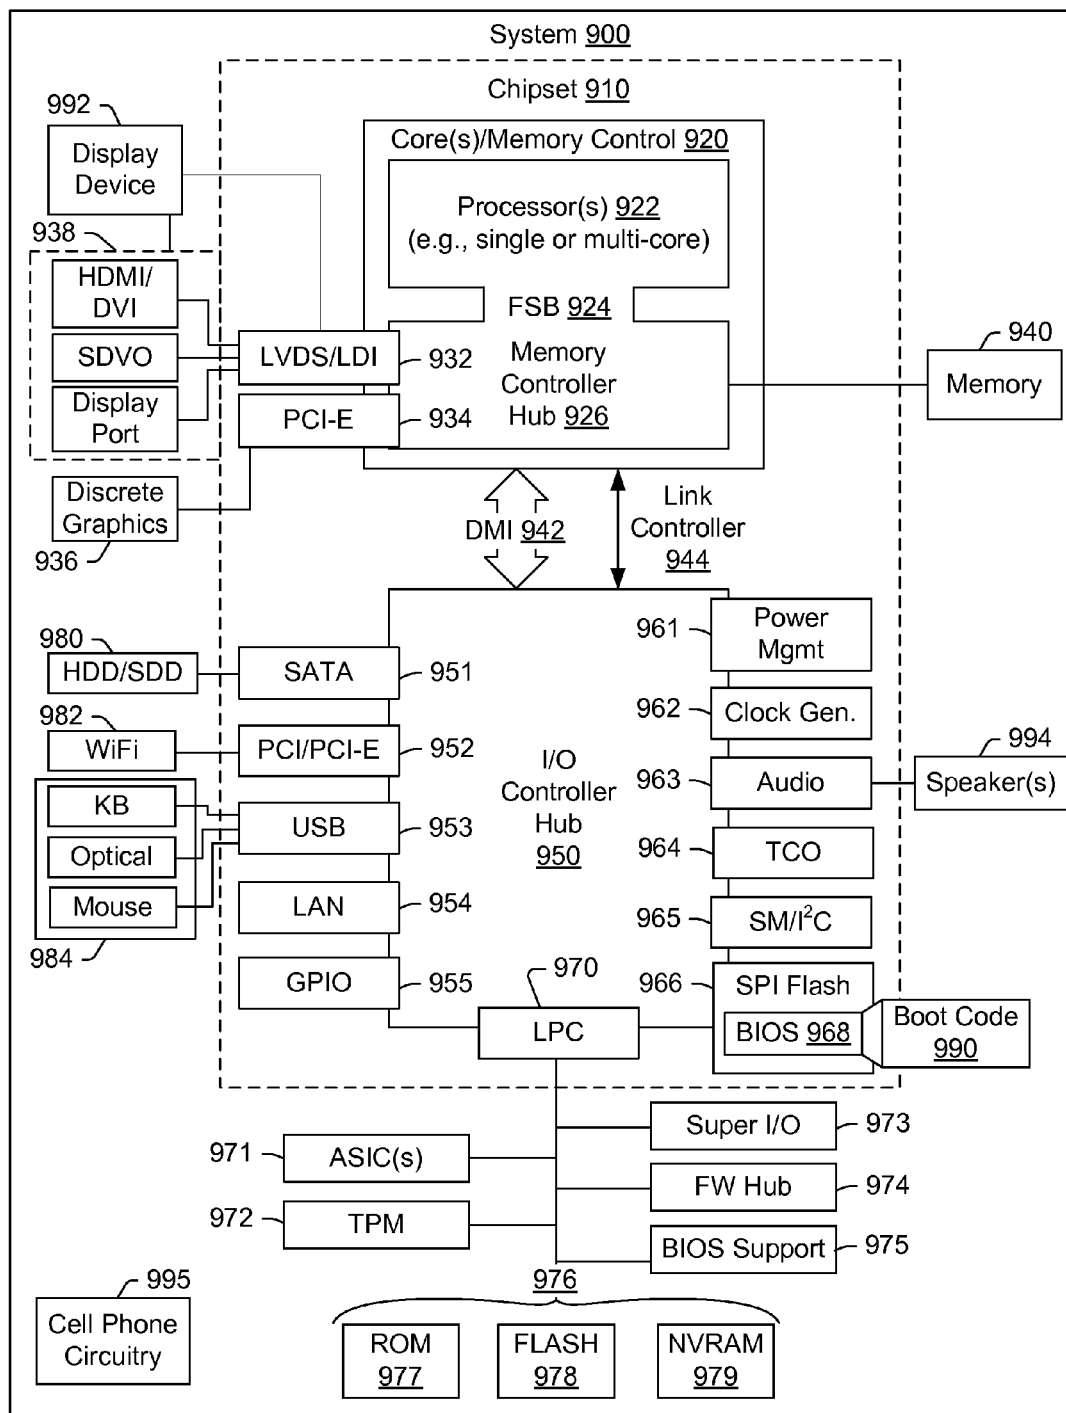 System 900
Chipset 910
992
Display
Device
938
HDMI/
DVI
SDVO
Display
Port
Discrete
Graphics
936
Core(s)/Memory Control 920
Processor(s) 922
(e.g., single or multi-core)
FSB 924
LVDS/LDI
932
PCI-E
934
Memory
Controller
Hub 926
940
Memory
DMI 942
Link
Controller
944
980
HDD/SDD
982
WiFi
KB
Optical
Mouse
984
SATA
951
PCI/PCI-E
952
USB
953
LAN
954
GPIO
955
I/O
Controller
Hub
950
961
Power
Mgmt
962
Clock Gen.
963
Audio
994
Speaker(s)
964
TCO
965
SM/I²C
966
SPI Flash
BIOS 968
Boot Code
990
970
LPC
971
ASIC(s)
972
TPM
Super I/O
973
FW Hub
974
BIOS Support
975
976
ROM
977
FLASH
978
NVRAM
979
995
Cell Phone
Circuitry